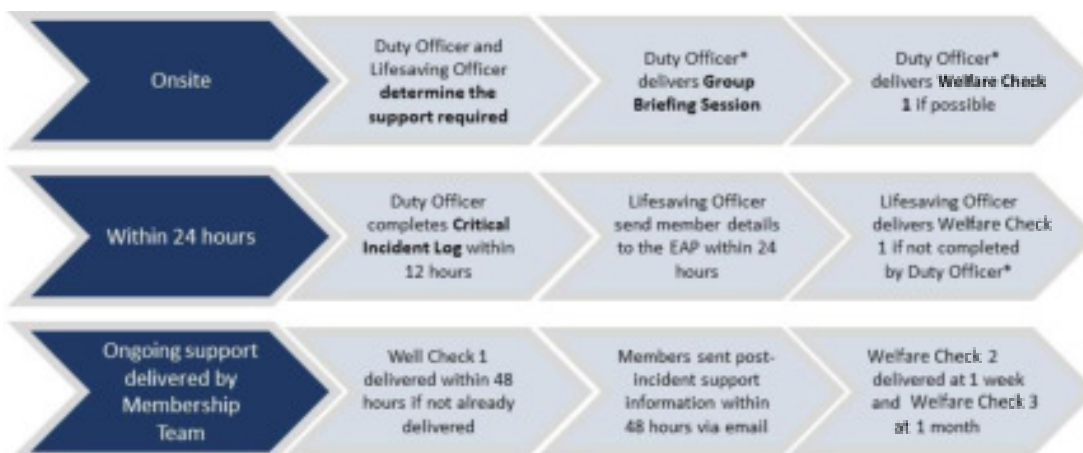 Onsite
Duty Officer and
Lifesaving Officer
determine the
support required
Duty Officer*
delivers Group
Briefing Session
Duty Officer*
delivers Welfare Check
1 if possible
Within 24 hours
Duty Officer
completes Critical
Incident Log within
12 hours
Lifesaving Officer
send member details
to the EAP within 24
hours
Lifesaving Officer
delivers Welfare Check
1 if not completed
by Duty Officer*
Ongoing support
delivered by
Membership
Team
Well Check 1
delivered within 48
hours if not already
delivered
Members sent post-
incident support
information within
48 hours via email
Welfare Check 2
delivered at 1 week
and Welfare Check 3
at 1 month